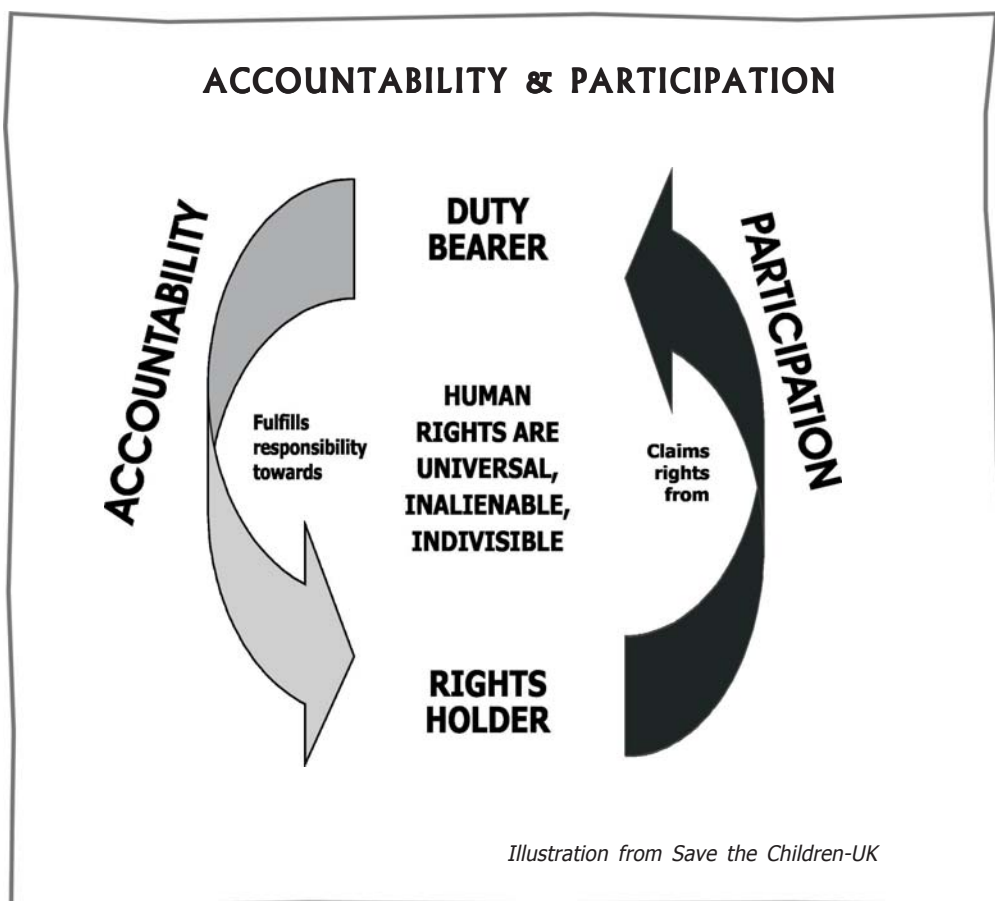 ACCOUNTABILITY & PARTICIPATION
ACCOUNTABILITY
DUTY
BEARER
PARTICIPATION
Fulfills
responsibility
towards
HUMAN
RIGHTS ARE
UNIVERSAL,
INALIENABLE,
INDIVISIBLE
Claims
rights
from
RIGHTS
HOLDER
Illustration from Save the Children-UK